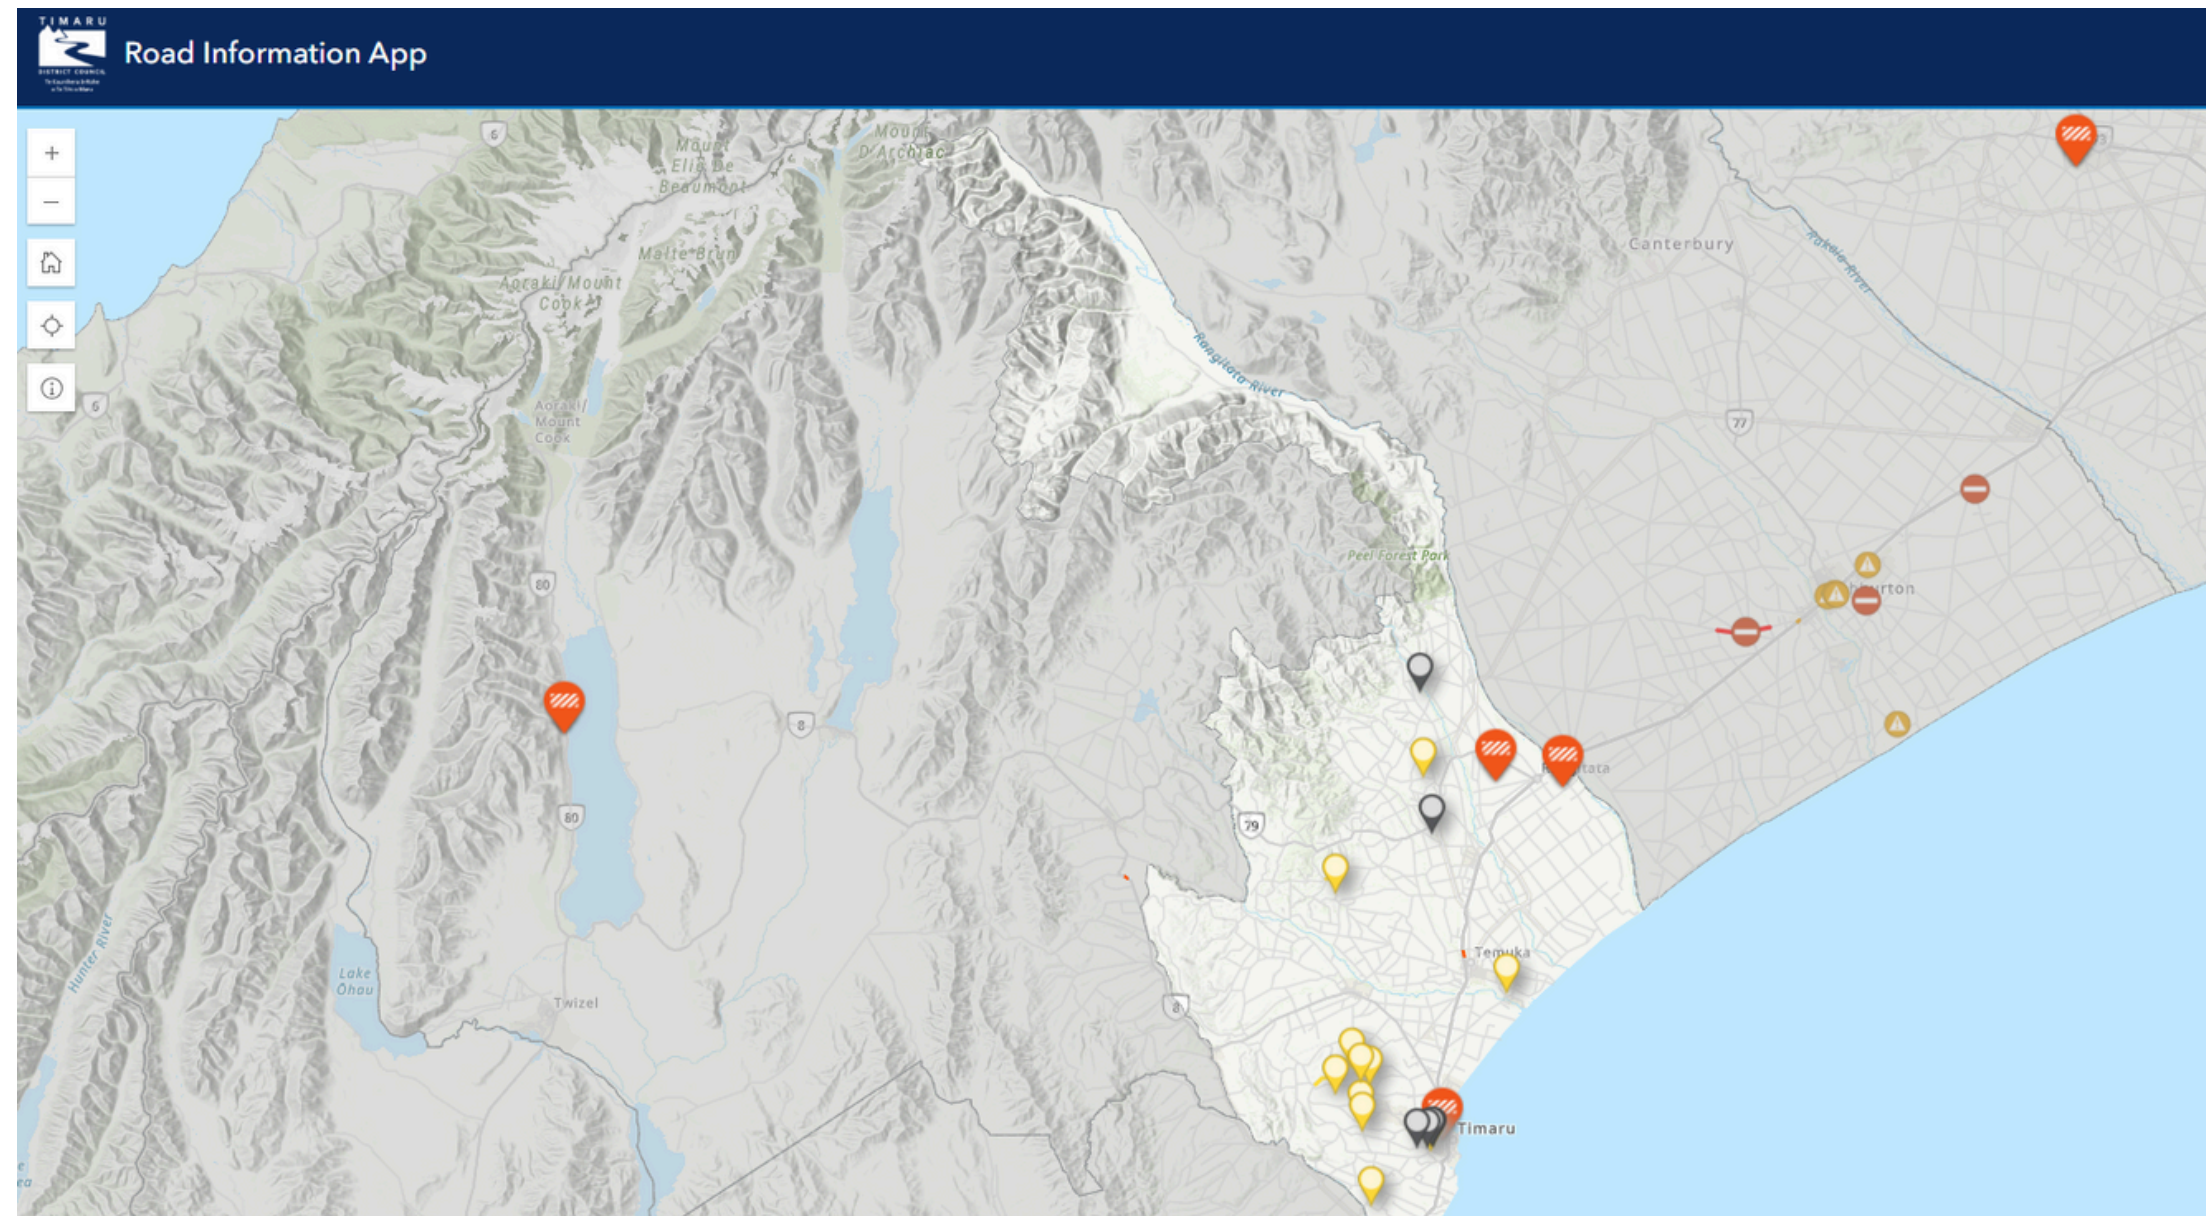 TIMARU
DISTRICT COUNCIL
Road Information App
6
Mount
D'Archiac
Mount
Elie De
Beaumont
Malte Brun
Aoraki/Mount
Cook
Canterbury
Rakaia River
Rangitata River
6
Aoraki/
Mount
Cook
77
Peel Forest Park
80
8
80
79
Temuka
Hunter River
Lake
Ōhau
Twizel
8
Timaru